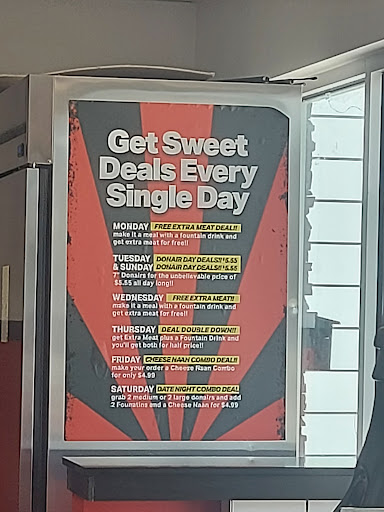 Get Sweet
Deals Every
Single Day
MONDAY FREE EXTRA MEAT DEAL!!
make it a meal with a fountain drink and
get extra meat for free!!
TUESDAY DONAIR DAY DEALS!! $5.55
& SUNDAY DONAIR DAY DEALS!! $5.55
7" Donairs for the unbelievable price of
$5.55 all day long!!
WEDNESDAY FREE EXTRA MEAT!!
make it a meal with a fountain drink and
get extra meat for free!!
THURSDAY DEAL DOUBLE DOWN!!
get Extra Meat plus a Fountain Drink and
you'll get both for half price!!
FRIDAY CHEESE NAAN COMBO DEAL!!
make your order a Cheese Naan Combo
for only $4.99
SATURDAY DATE NIGHT COMBO DEAL
grab 2 medium or 2 large donairs and add
2 Fountains and a Cheese Naan for $4.99